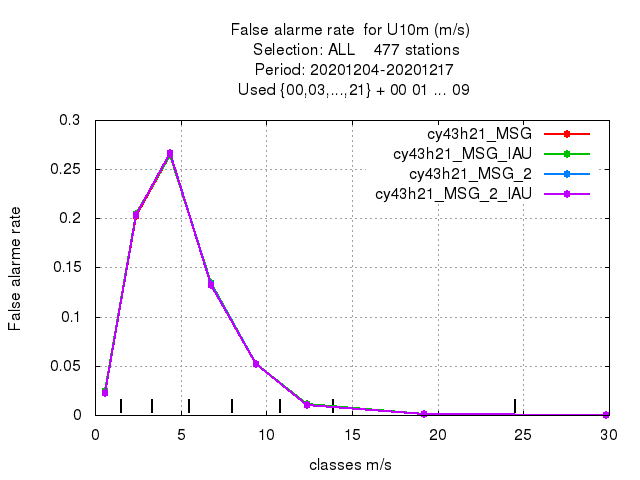 False alarme rate  for U10m (m/s)
Selection: ALL    477 stations
Period: 20201204-20201217
Used {00,03,...,21} + 00 01 ... 09
0.3
0.25
0.2
0.15
0.1
0.05
0
False alarme rate
cy43h21_MSG
cy43h21_MSG_IAU
cy43h21_MSG_2
cy43h21_MSG_2_IAU
0 5 10 15 20 25 30
classes m/s